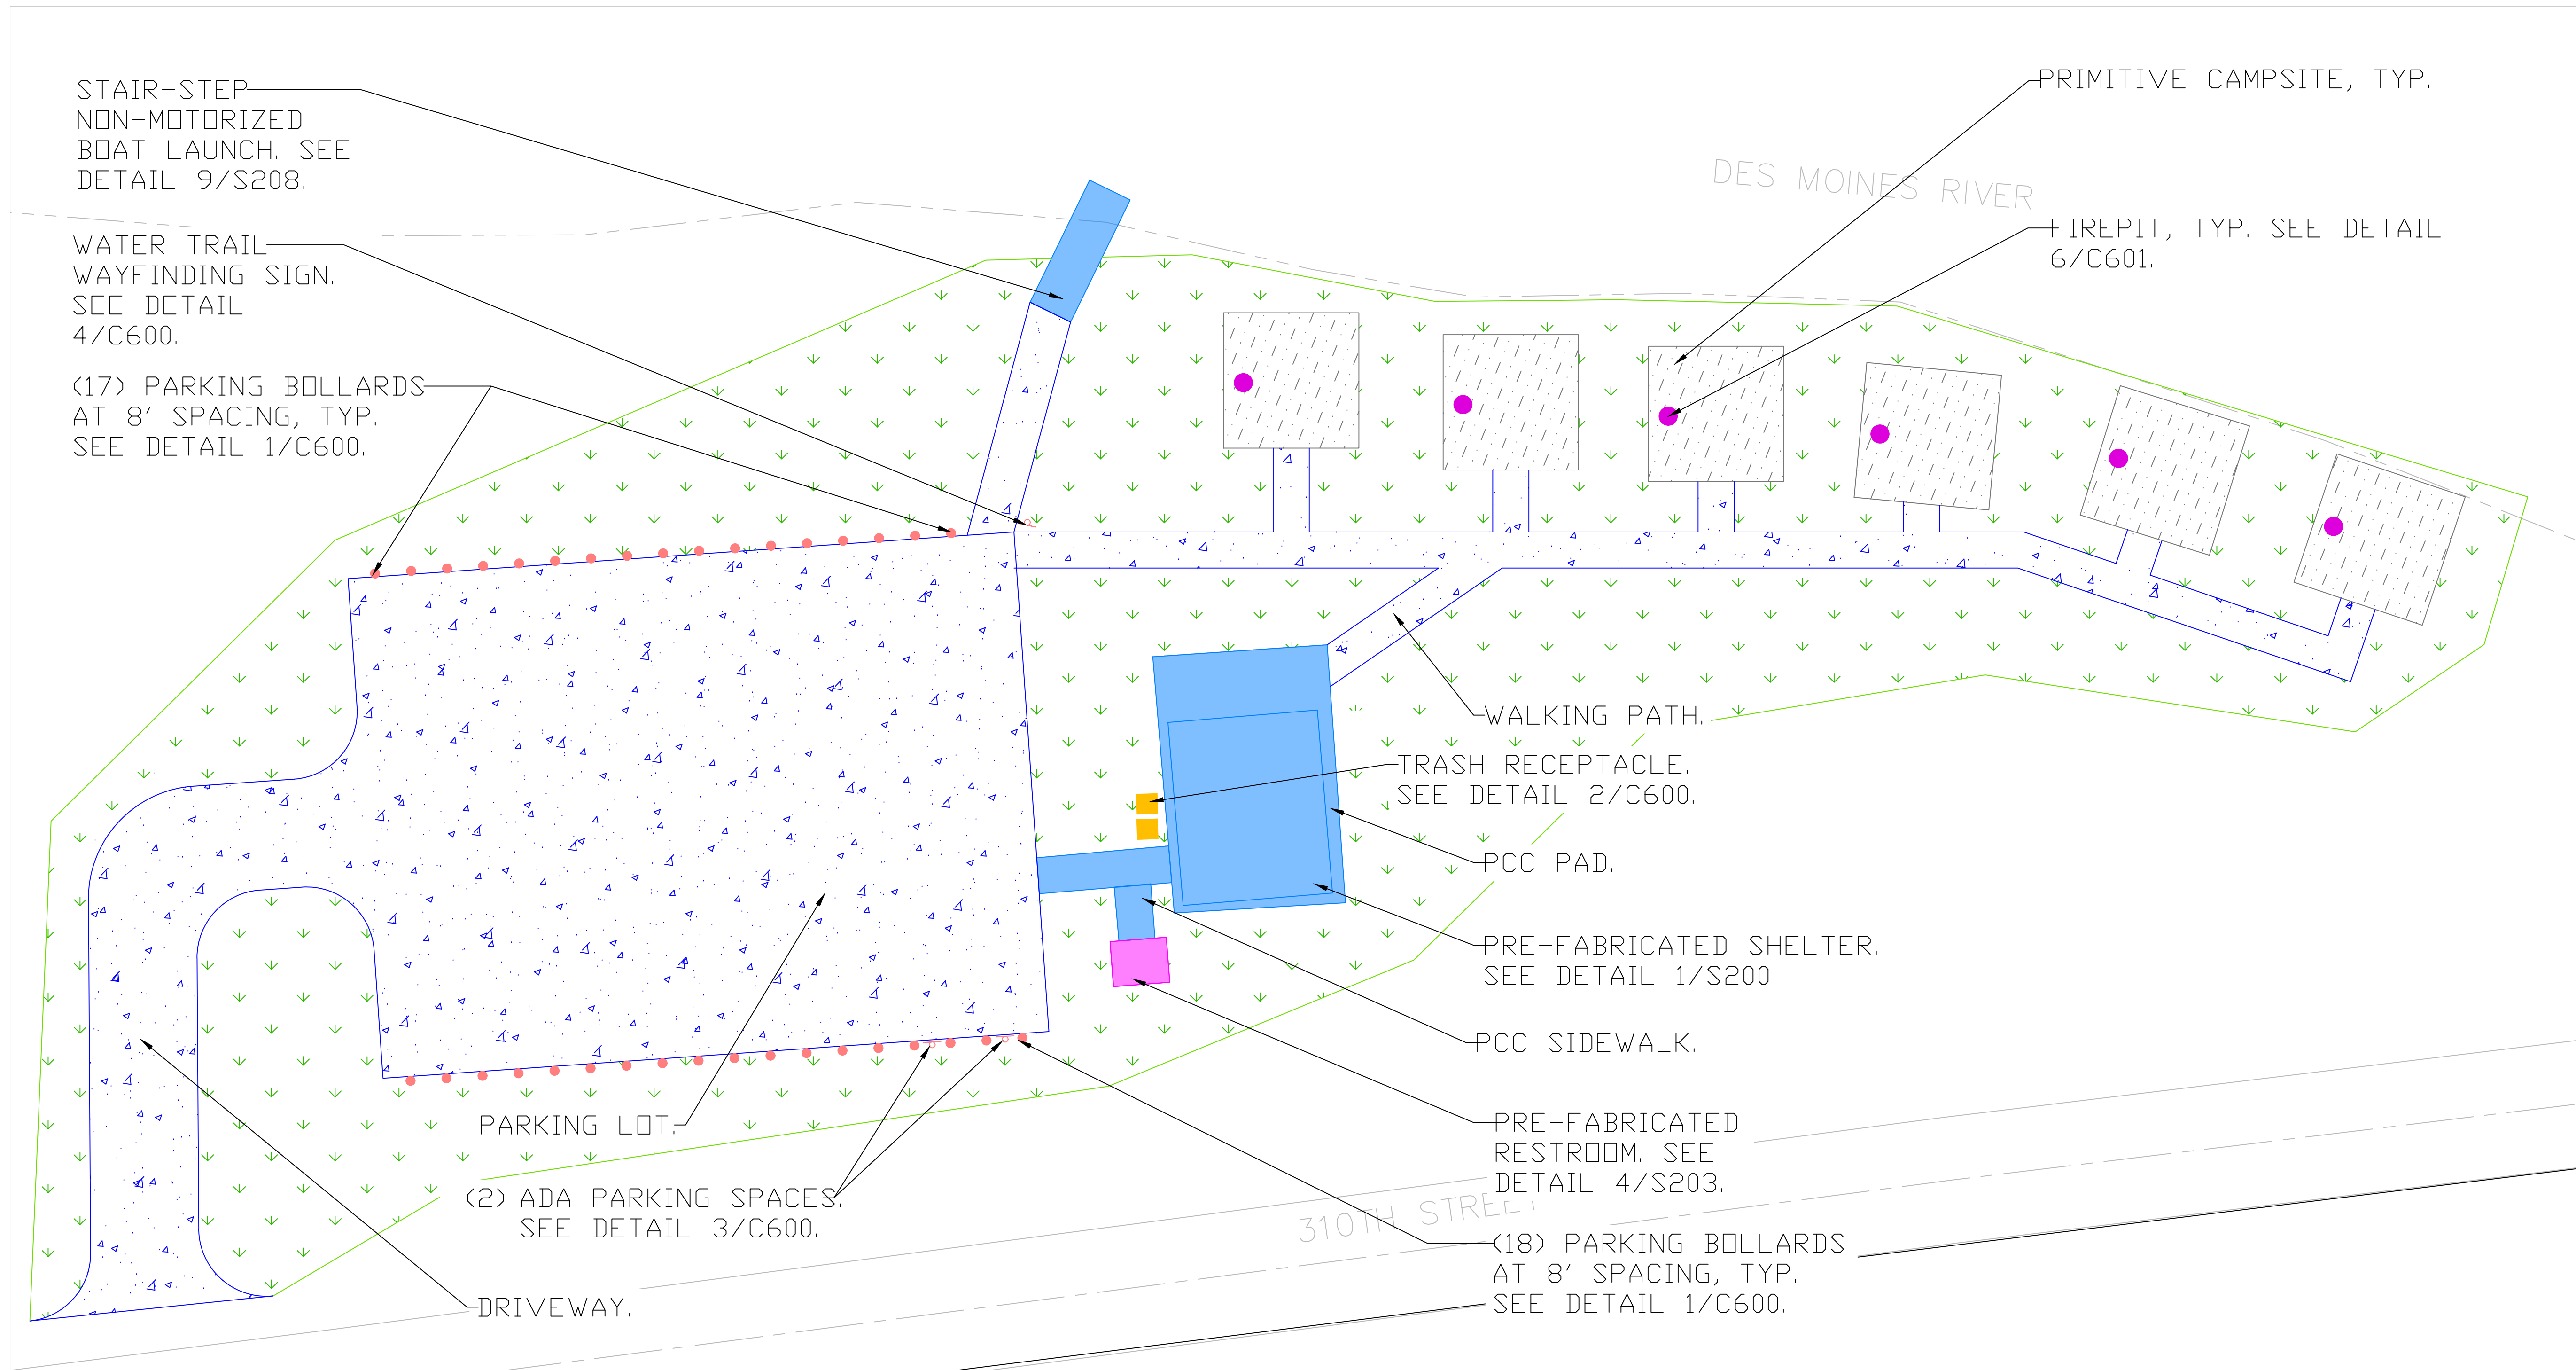 STAIR-STEP
NON-MOTORIZED
BOAT LAUNCH. SEE
DETAIL 9/S208.
WATER TRAIL
WAYFINDING SIGN.
SEE DETAIL
4/C600.
(17) PARKING BOLLARDS
AT 8' SPACING, TYP.
SEE DETAIL 1/C600.
PRIMITIVE CAMPSITE, TYP.
DES MOINES RIVER
FIREPIT, TYP. SEE DETAIL
6/C601.
WALKING PATH.
TRASH RECEPTACLE.
SEE DETAIL 2/C600.
PCC PAD.
PRE-FABRICATED SHELTER.
SEE DETAIL 1/S200
PCC SIDEWALK.
PARKING LOT.
PRE-FABRICATED
RESTROOM. SEE
DETAIL 4/S203.
(2) ADA PARKING SPACES.
SEE DETAIL 3/C600.
310TH STREET
(18) PARKING BOLLARDS
AT 8' SPACING, TYP.
SEE DETAIL 1/C600.
DRIVEWAY.